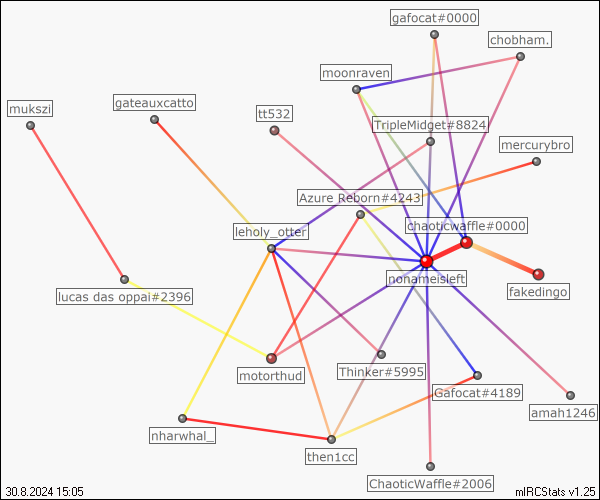 gafocat#0000
chobham.
moonraven
mukszi
gateauxcatto
tt532
TripleMidget#8824
mercurybro
Azure Reborn#4243
chaoticwaffle#0000
leholy_otter
nonameisleft
lucas das oppai#2396
fakedingo
motorthud
Thinker#5995
Gafocat#4189
amah1246
nharwhal_
then1cc
ChaoticWaffle#2006
30.8.2024 15:05
mIRCStats v1.25